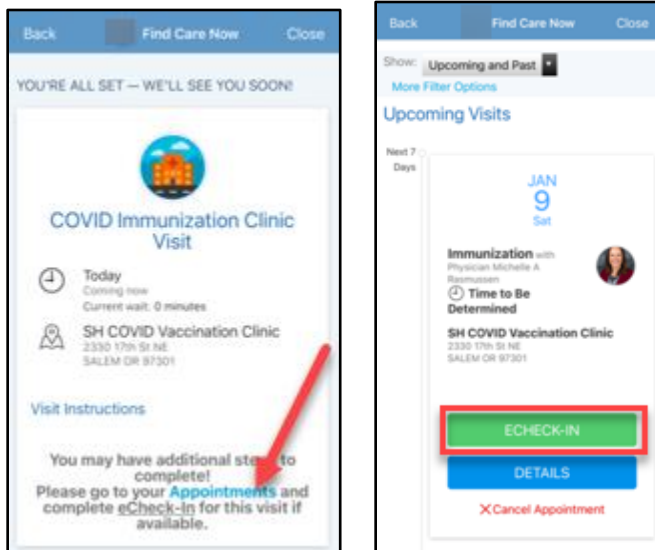 Back Find Care Now Close
YOU'RE ALL SET — WE'LL SEE YOU SOON!
COVID Immunization Clinic
Visit
Today
Coming now
Current wait: 0 minutes
SH COVID Vaccination Clinic
2330 17th St NE
SALEM OR 97301
Visit Instructions
You may have additional to
complete!
Please go to your Appointments and
complete eCheck-In for this visit if
available.
Back Find Care Now Close
Show: Upcoming and Past
More Filter Options
Upcoming Visits
Next 7
Days
JAN
9
Sat
Immunization with
Physician Michelle A
Rasmussen
Time to Be
Determined
SH COVID Vaccination Clinic
2330 17th St NE
SALEM OR 97301
ECHECK-IN
DETAILS
Cancel Appointment